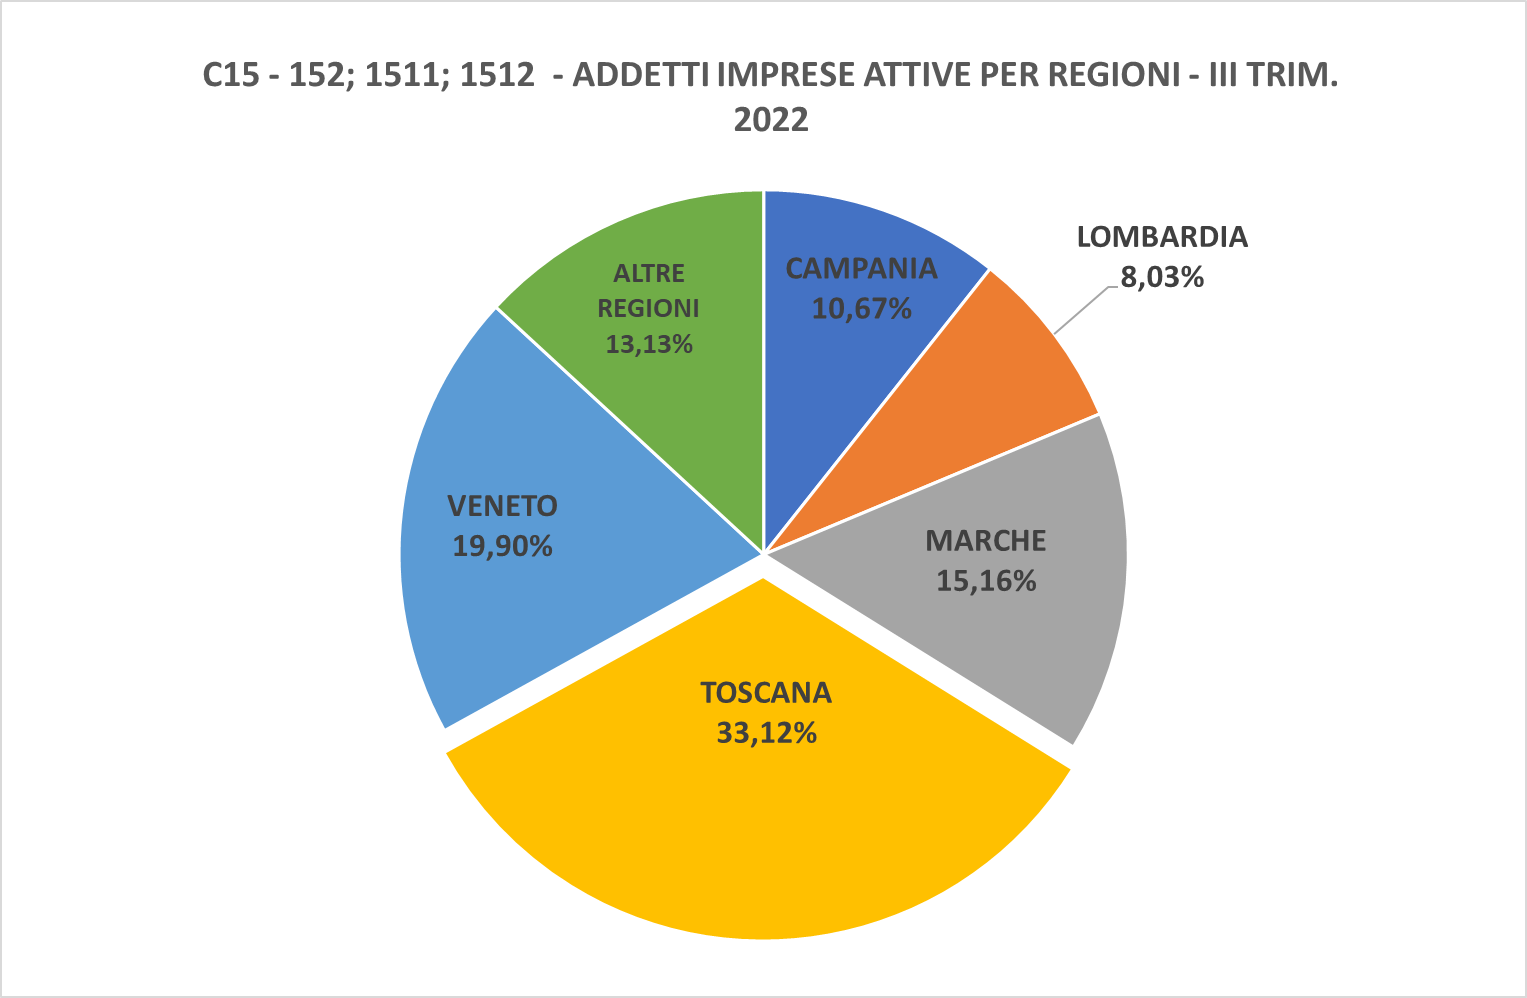 C15 - 152; 1511; 1512  - ADDETTI IMPRESE ATTIVE PER REGIONI - III TRIM.
2022
CAMPANIA
10,67%
LOMBARDIA
8,03%
MARCHE
15,16%
TOSCANA
33,12%
VENETO
19,90%
ALTRE
REGIONI
13,13%